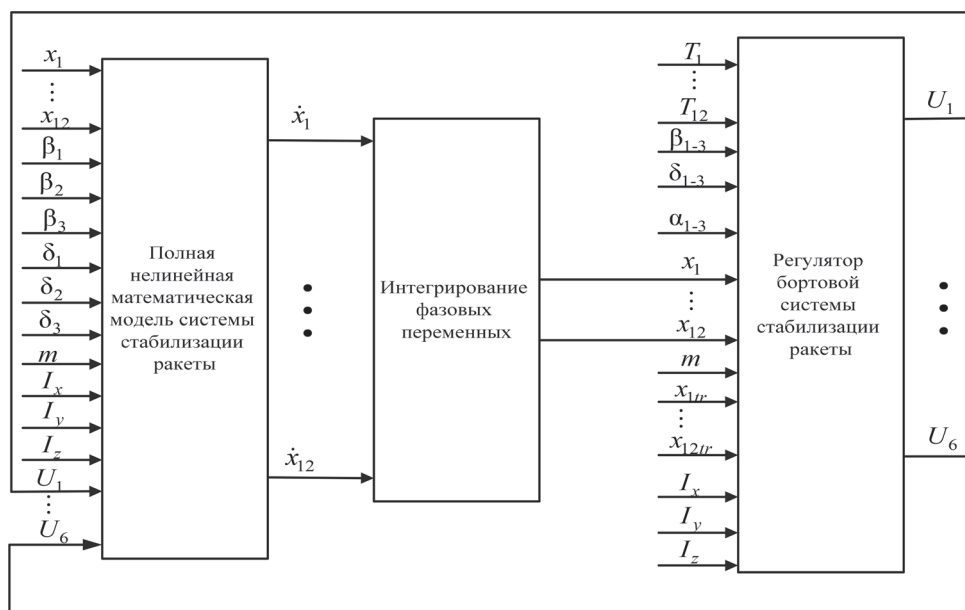 x1
⋮
x12
β1
β2
β3
δ1
δ2
δ3
m
Ix
Iy
Iz
U1
⋮
U6
Полная
нелинейная
математическая
модель системы
стабилизации
ракеты
ẋ1
ẋ12
Интегрирование
фазовых
переменных
T1
⋮
T12
β1-3
δ1-3
α1-3
x1
⋮
x12
m
x1tr
⋮
x12tr
Ix
Iy
Iz
Регулятор
бортовой
системы
стабилизации
ракеты
U1
U6